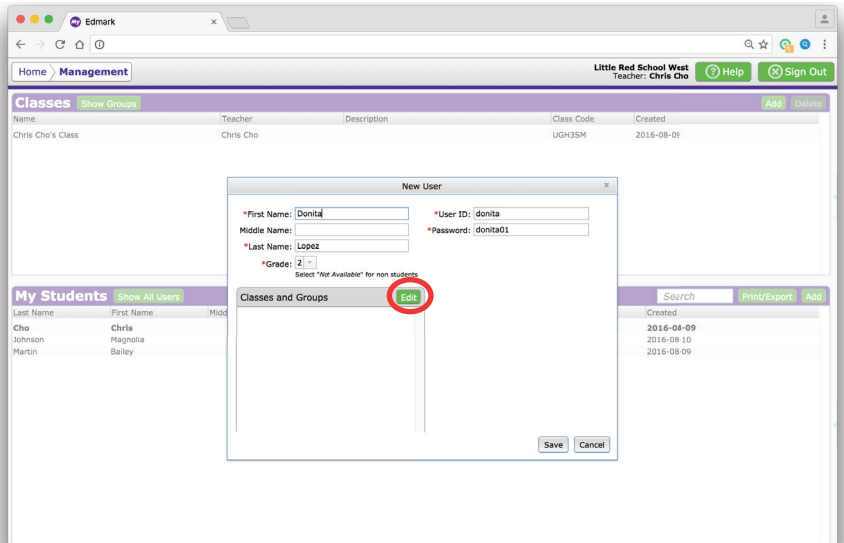 My Edmark ×
Home Management
Little Red School West
Teacher: Chris Cho
? Help
Sign Out
Classes Show Groups Add Delete
Name Teacher Description Class Code Created
Chris Cho's Class Chris Cho UGH3SM 2016-08-09
New User ×
*First Name: Donita *User ID: donita
Middle Name: *Password: donita01
*Last Name: Lopez
*Grade: 2
Select "Not Available" for non students
Classes and Groups Edit
My Students Show All Users Search Print/Export Add
Last Name First Name Midd Created
Cho Chris 2016-08-09
Johnson Magnolia 2016-08-10
Martin Bailey 2016-08-09
Save Cancel